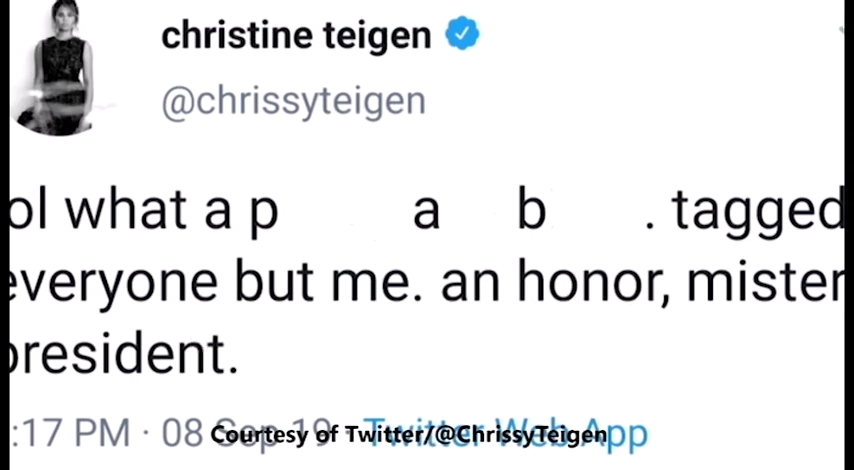 christine teigen
@chrissyteigen
ol what a p a b . tagged
everyone but me. an honor, mister
president.
:17 PM · 08 Sep 19 · Twitter Web App
Courtesy of Twitter/@ChrissyTeigen